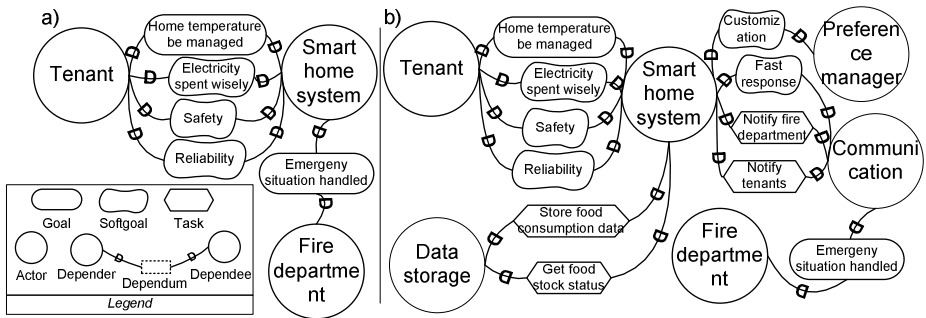 a)
Tenant
Home temperature
be managed
Electricity
spent wisely
Safety
Reliability
Smart
home
system
Emergeny
situation handled
Fire
departme
nt
Goal
Softgoal
Task
Actor
Depender
Dependum
Dependee
Legend
b)
Tenant
Home temperature
be managed
Electricity
spent wisely
Safety
Reliability
Smart
home
system
Customiz
ation
Fast
response
Notify fire
department
Notify
tenants
Preferen
ce
manager
Communi
cation
Store food
consumption data
Get food
stock status
Data
storage
Fire
departme
nt
Emergeny
situation handled